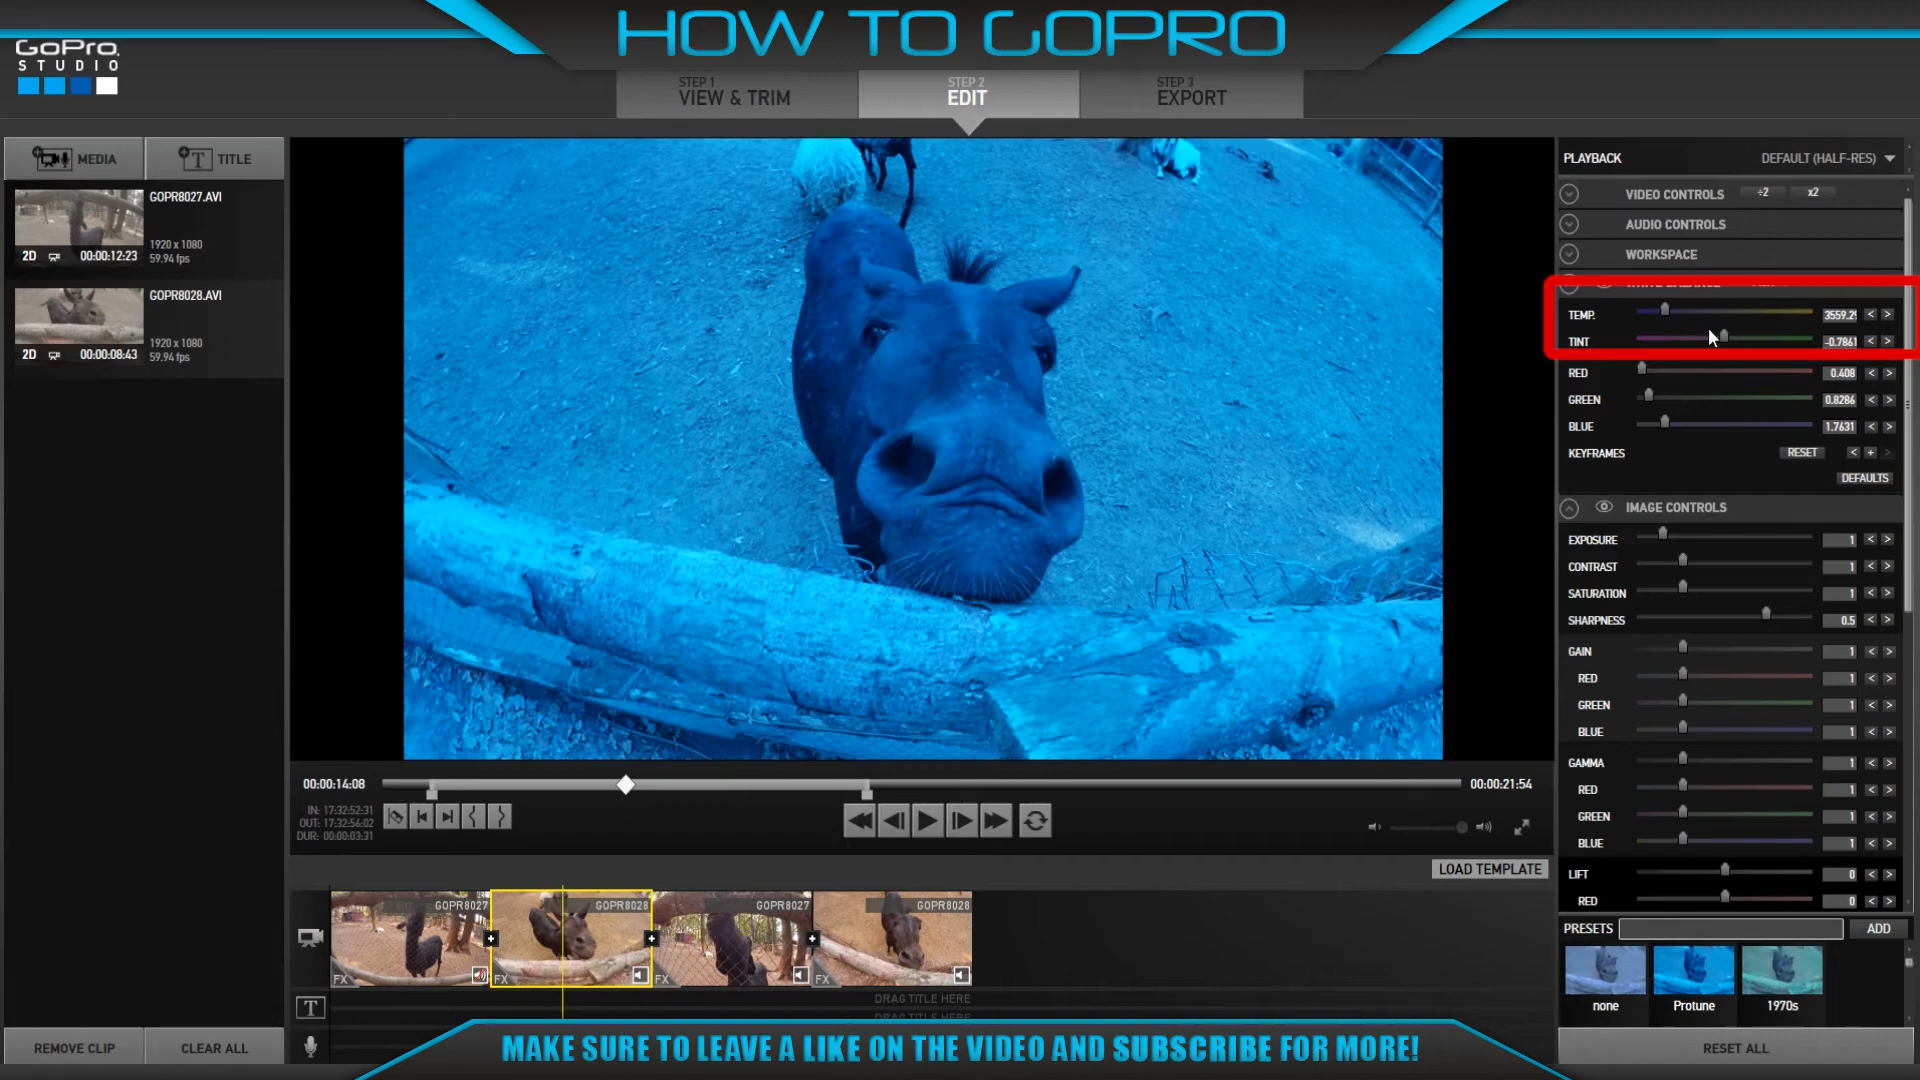 HOW TO GOPRO
GoPro.
STUDIO
STEP 1
VIEW & TRIM
STEP 2
EDIT
STEP 3
EXPORT
MEDIA
T TITLE
GOPR8027.AVI
1920 x 1080
59.94 fps
2D 00:00:12:23
GOPR8028.AVI
1920 x 1080
59.94 fps
2D 00:00:08:43
REMOVE CLIP
CLEAR ALL
00:00:14:08
00:00:21:54
IN: 17:32:52:31
OUT: 17:32:56:02
DUR: 00:00:03:31
LOAD TEMPLATE
GOPR8027
GOPR8028
GOPR8027
GOPR8028
FX
FX
FX
FX
DRAG TITLE HERE
T
DRAG TITLE HERE
MAKE SURE TO LEAVE A LIKE ON THE VIDEO AND SUBSCRIBE FOR MORE!
PLAYBACK DEFAULT (HALF-RES)
VIDEO CONTROLS ÷2 x2
AUDIO CONTROLS
WORKSPACE
TEMP. 3559.29 < >
TINT -0.7861 < >
RED 0.408 < >
GREEN 0.8286 < >
BLUE 1.7631 < >
KEYFRAMES RESET < + >
DEFAULTS
IMAGE CONTROLS
EXPOSURE 1 < >
CONTRAST 1 < >
SATURATION 1 < >
SHARPNESS 0.5 < >
GAIN 1 < >
RED 1 < >
GREEN 1 < >
BLUE 1 < >
GAMMA 1 < >
RED 1 < >
GREEN 1 < >
BLUE 1 < >
LIFT 0 < >
RED 0 < >
PRESETS ADD
none
Protune
1970s
RESET ALL